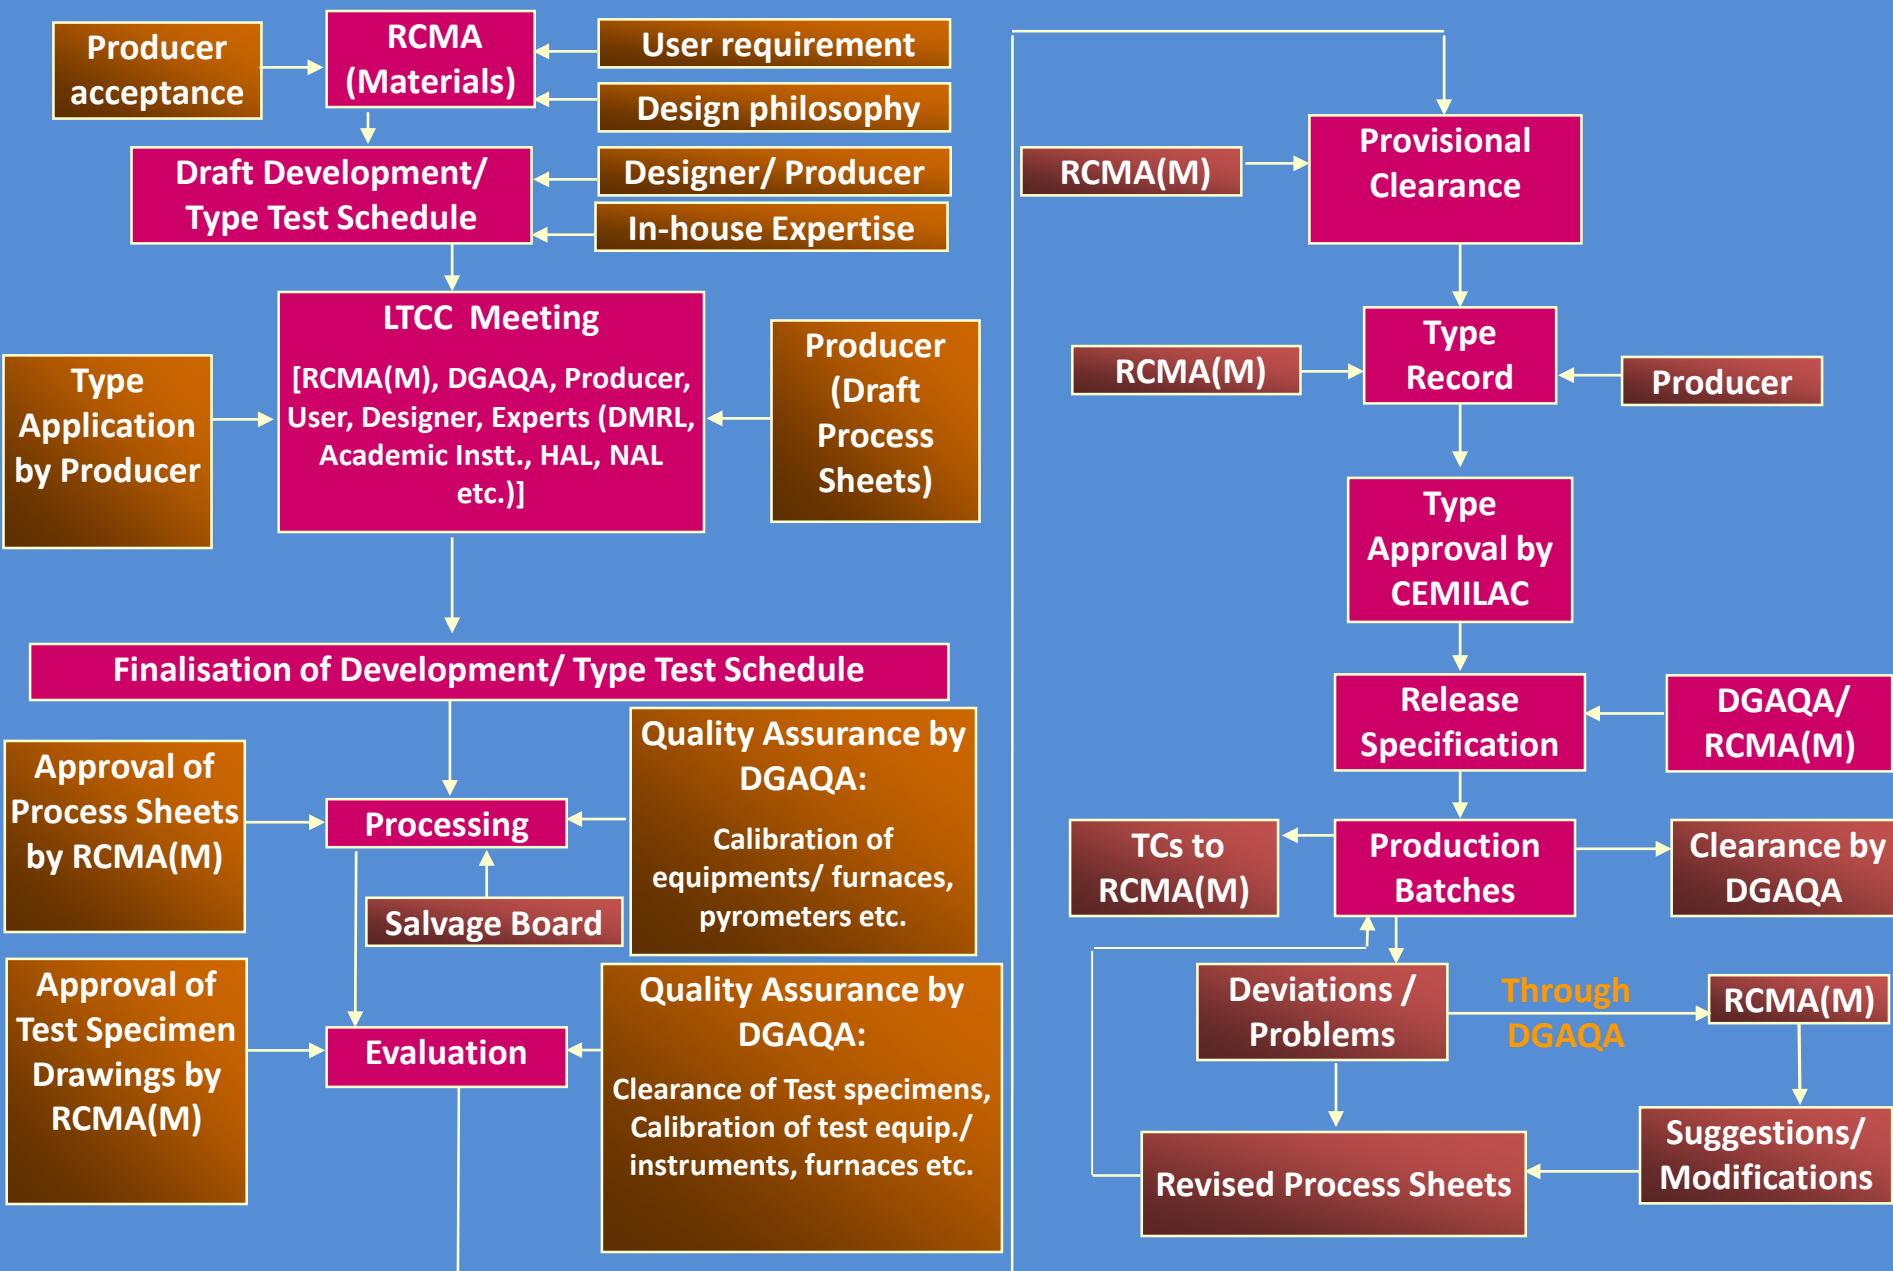 Producer
acceptance
RCMA
(Materials)
User requirement
Design philosophy
Draft Development/
Type Test Schedule
Designer/ Producer
In-house Expertise
LTCC  Meeting
[RCMA(M), DGAQA, Producer,
User, Designer, Experts (DMRL,
Academic Instt., HAL, NAL
etc.)]
Type
Application
by Producer
Producer
(Draft
Process
Sheets)
Finalisation of Development/ Type Test Schedule
Approval of
Process Sheets
by RCMA(M)
Processing
Salvage Board
Quality Assurance by
DGAQA:
Calibration of
equipments/ furnaces,
pyrometers etc.
Approval of
Test Specimen
Drawings by
RCMA(M)
Evaluation
Quality Assurance by
DGAQA:
Clearance of Test specimens,
Calibration of test equip./
instruments, furnaces etc.
RCMA(M)
Provisional
Clearance
RCMA(M)
Type
Record
Producer
Type
Approval by
CEMILAC
Release
Specification
DGAQA/
RCMA(M)
TCs to
RCMA(M)
Production
Batches
Clearance by
DGAQA
Deviations /
Problems
Through
DGAQA
RCMA(M)
Suggestions/
Modifications
Revised Process Sheets